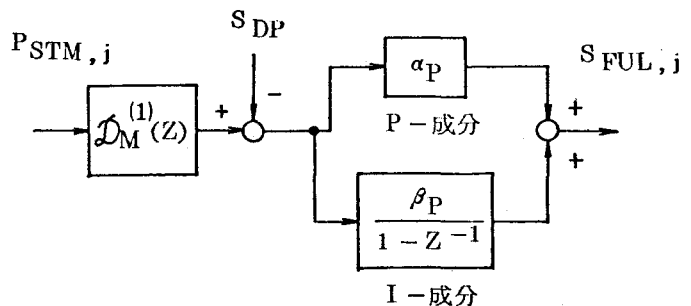 P_STM,j
S_DP
S_FUL,j
𝒟_M^(1)(Z)
+
-
α_P
P－成分
+
+
β_P
1－Z^-1
I－成分